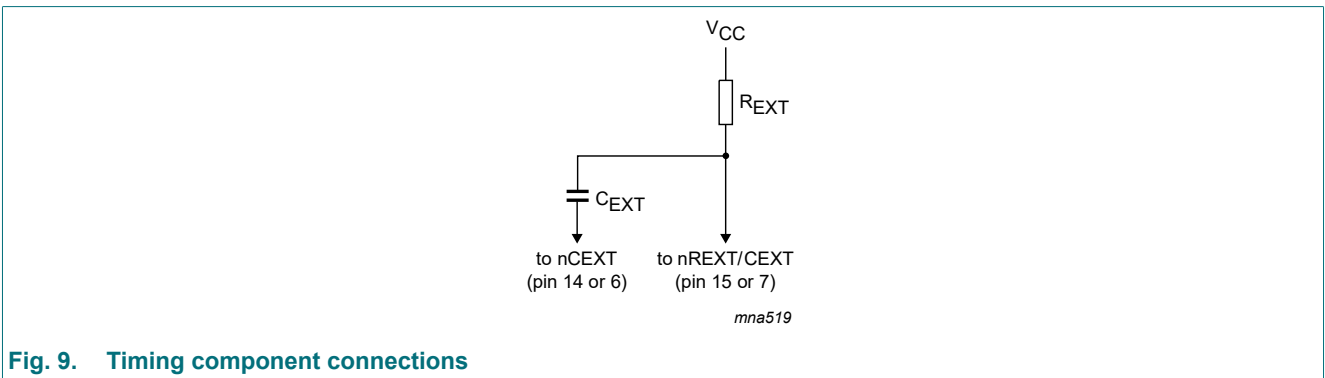 VCC
REXT
CEXT
to nCEXT
(pin 14 or 6)
to nREXT/CEXT
(pin 15 or 7)
mna519
Fig. 9. Timing component connections